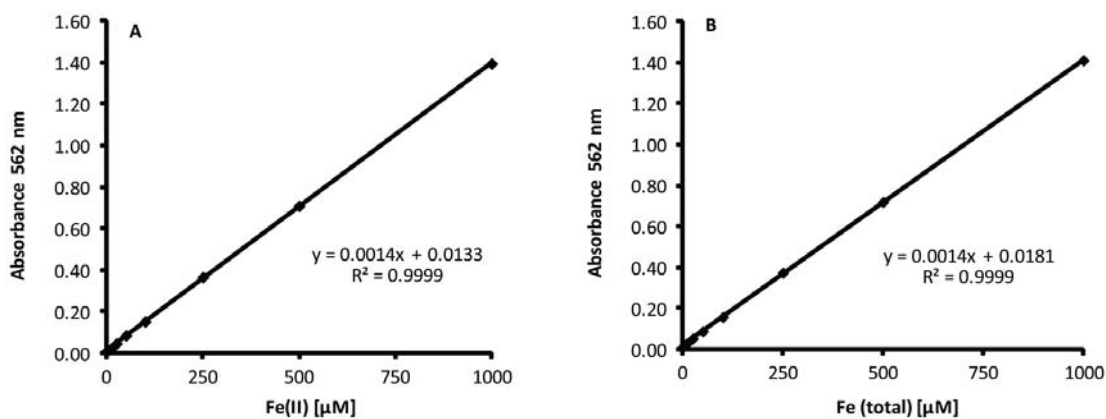 A
Absorbance 562 nm
1.60
1.40
1.20
1.00
0.80
0.60
0.40
0.20
0.00
y = 0.0014x + 0.0133
R² = 0.9999
0 250 500 750 1000
Fe(II) [µM]
B
Absorbance 562 nm
1.60
1.40
1.20
1.00
0.80
0.60
0.40
0.20
0.00
y = 0.0014x + 0.0181
R² = 0.9999
0 250 500 750 1000
Fe (total) [µM]